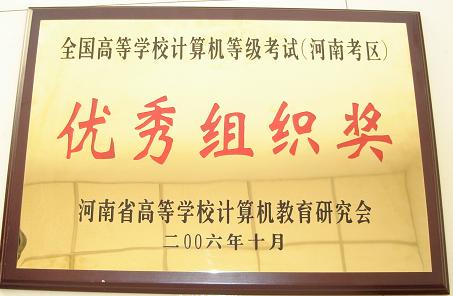 全国高等学校计算机等级考试(河南考区)
优秀组织奖
河南省高等学校计算机教育研究会
二00六年十月